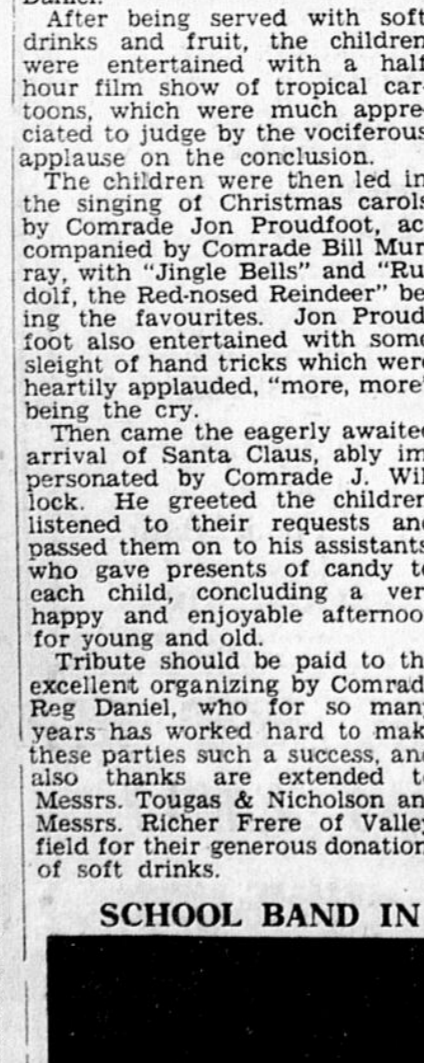 Daniel.
After being served with soft
drinks and fruit, the children
were entertained with a half
hour film show of tropical car-
toons, which were much appre-
ciated to judge by the vociferous
applause on the conclusion.
The children were then led in
the singing of Christmas carols
by Comrade Jon Proudfoot, ac
companied by Comrade Bill Mur
ray, with "Jingle Bells" and "Ru
dolf, the Red-nosed Reindeer" be
ing the favourites. Jon Proud
foot also entertained with some
sleight of hand tricks which were
heartily applauded, "more, more"
being the cry.
Then came the eagerly awaited
arrival of Santa Claus, ably im
personated by Comrade J. Wil
lock. He greeted the children
listened to their requests and
passed them on to his assistants
who gave presents of candy to
each child, concluding a ver
happy and enjoyable afternoo
for young and old.
Tribute should be paid to th
excellent organizing by Comrad
Reg Daniel, who for so many
years has worked hard to mak
these parties such a success, and
also thanks are extended t
Messrs. Tougas & Nicholson an
Messrs. Richer Frere of Valley
field for their generous donation
of soft drinks.
SCHOOL BAND IN